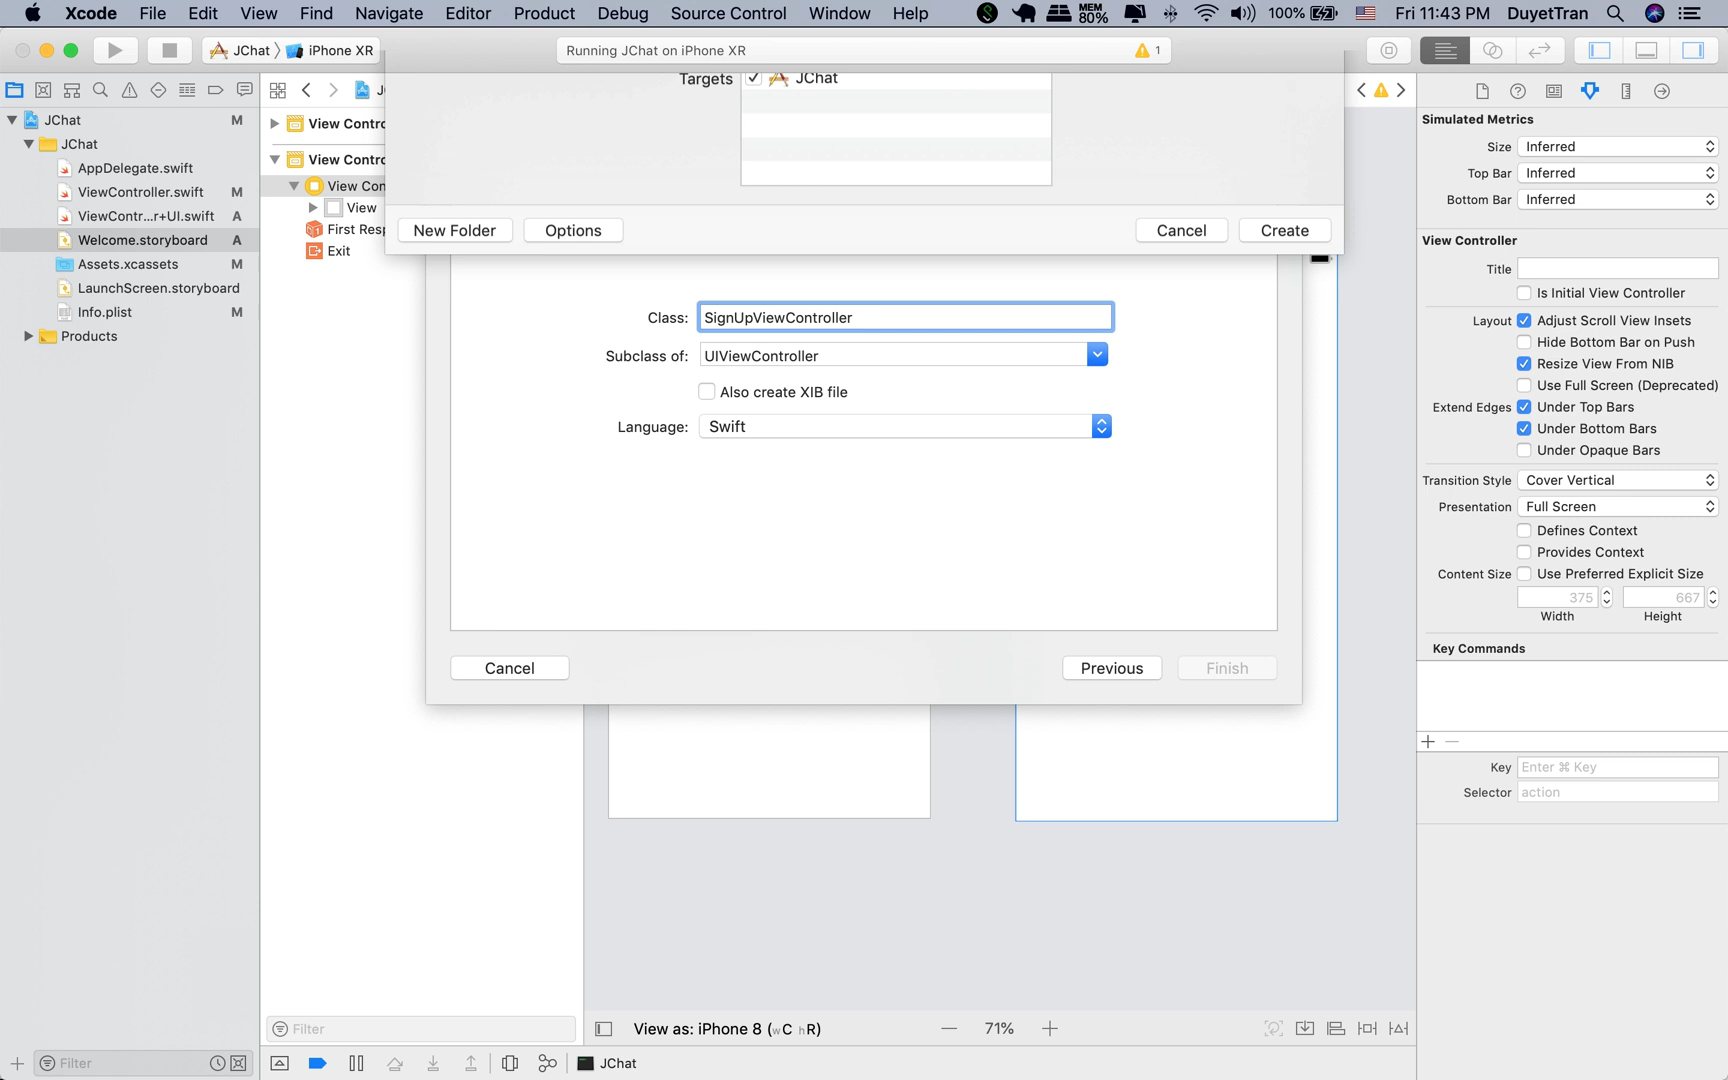 Xcode File Edit View Find Navigate Editor Product Debug Source Control Window Help MEM 80% 100% Fri 11:43 PM DuyetTran
JChat iPhone XR
Running JChat on iPhone XR
1
Targets JChat
JChat M
JChat
AppDelegate.swift
ViewController.swift M
ViewContr...r+UI.swift A
Welcome.storyboard A
Assets.xcassets M
LaunchScreen.storyboard
Info.plist M
Products
View Contro
View Contro
View Con
View
First Resp
Exit
New Folder Options Cancel Create
Class: SignUpViewController
Subclass of: UIViewController
Also create XIB file
Language: Swift
Cancel Previous Finish
Simulated Metrics
Size Inferred
Top Bar Inferred
Bottom Bar Inferred
View Controller
Title
Is Initial View Controller
Layout Adjust Scroll View Insets
Hide Bottom Bar on Push
Resize View From NIB
Use Full Screen (Deprecated)
Extend Edges Under Top Bars
Under Bottom Bars
Under Opaque Bars
Transition Style Cover Vertical
Presentation Full Screen
Defines Context
Provides Context
Content Size Use Preferred Explicit Size
375 667
Width Height
Key Commands
Key Enter ⌘ Key
Selector action
Filter
View as: iPhone 8 (wC hR)
71%
Filter
JChat